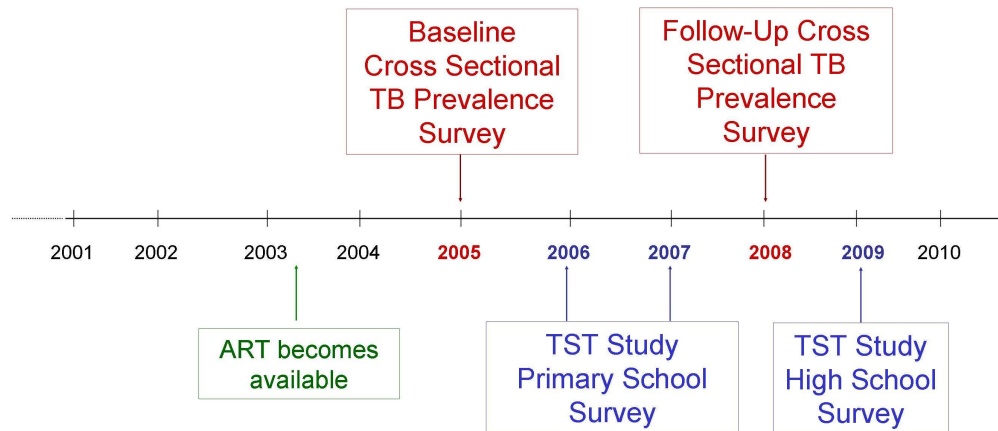 Baseline
Cross Sectional
TB Prevalence
Survey
Follow-Up Cross
Sectional TB
Prevalence
Survey
2001 2002 2003 2004 2005 2006 2007 2008 2009 2010
ART becomes
available
TST Study
Primary School
Survey
TST Study
High School
Survey